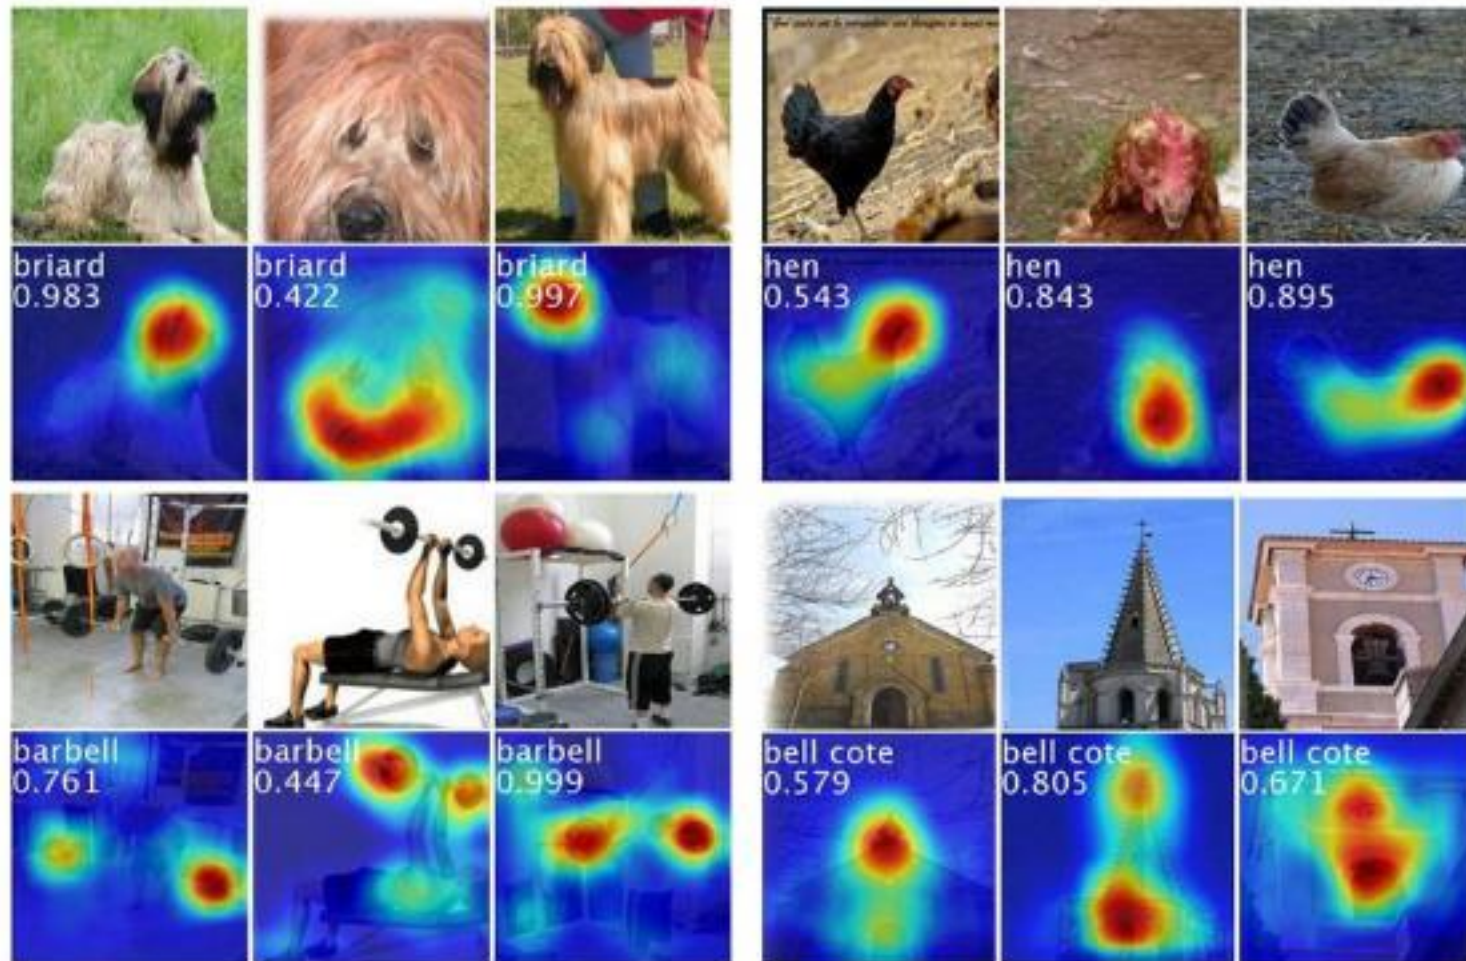 briard
0.983
briard
0.422
briard
0.997
hen
0.543
hen
0.843
hen
0.895
barbell
0.761
barbell
0.447
barbell
0.999
bell cote
0.579
bell cote
0.805
bell cote
0.671